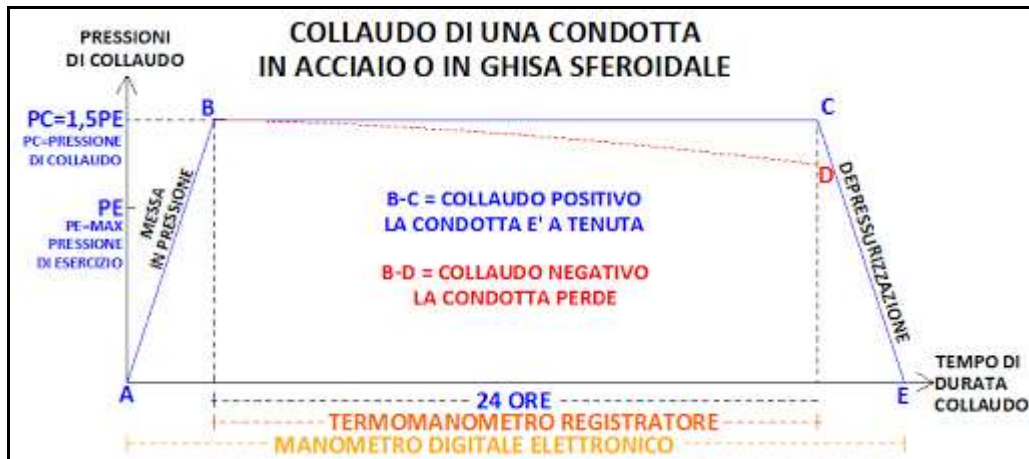 COLLAUDO DI UNA CONDOTTA
IN ACCIAIO O IN GHISA SFEROIDALE
PRESSIONI
DI COLLAUDO
PC=1,5PE
PC=PRESSIONE
DI COLLAUDO
PE
PE=MAX
PRESSIONE
DI ESERCIZIO
B
C
D
MESSA
IN PRESSIONE
B-C = COLLAUDO POSITIVO
LA CONDOTTA E' A TENUTA
B-D = COLLAUDO NEGATIVO
LA CONDOTTA PERDE
DEPRESSURIZZAZIONE
A
E
TEMPO DI
DURATA
COLLAUDO
24 ORE
TERMOMANOMETRO REGISTRATORE
MANOMETRO DIGITALE ELETTRONICO